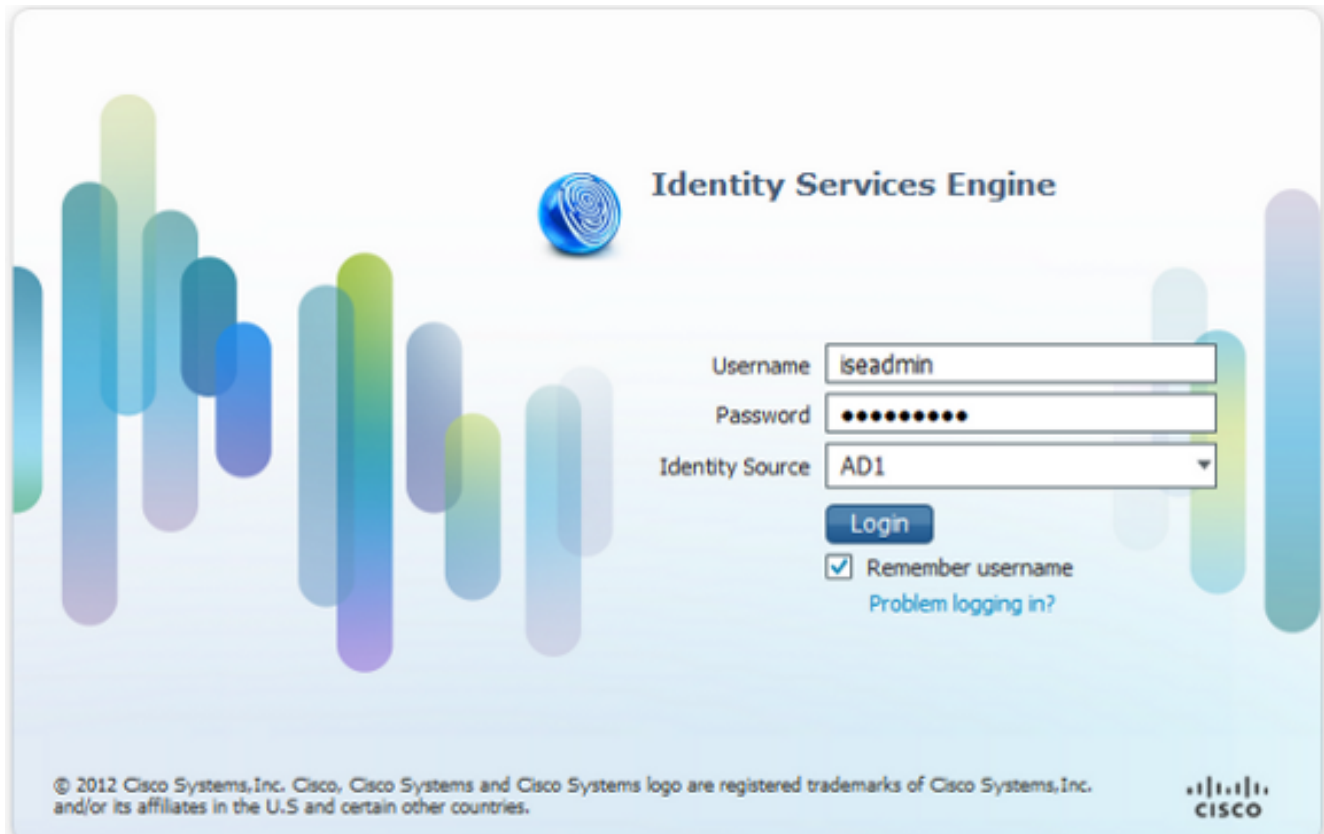 Identity Services Engine
Username iseadmin
Password •••••••••
Identity Source AD1
Login
Remember username
Problem logging in?
© 2012 Cisco Systems,Inc. Cisco, Cisco Systems and Cisco Systems logo are registered trademarks of Cisco Systems,Inc.
and/or its affiliates in the U.S and certain other countries.
CISCO